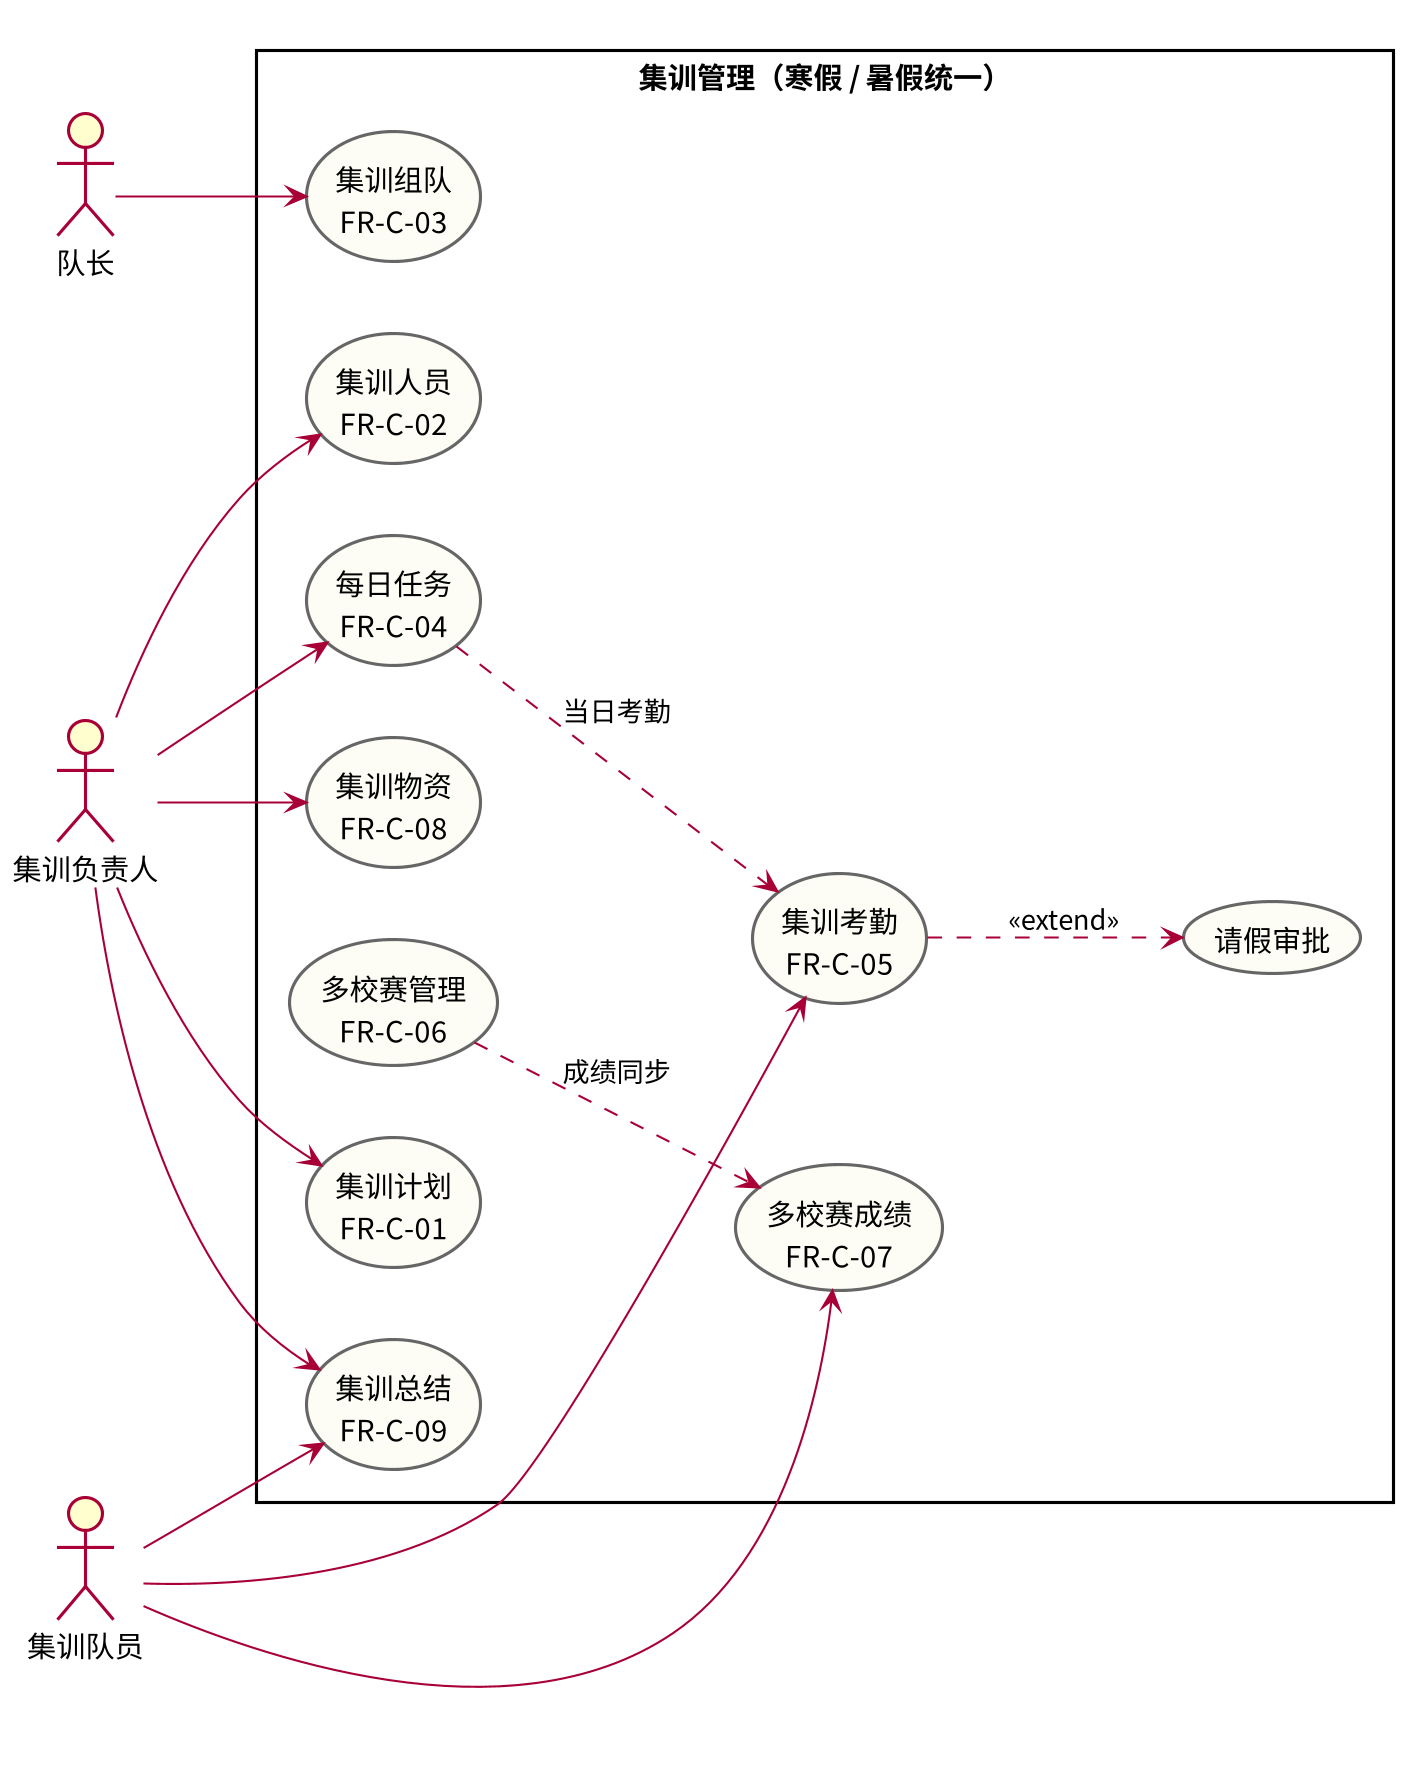 集训管理（寒假 / 暑假统一）
队长
集训组队
FR-C-03
集训人员
FR-C-02
每日任务
FR-C-04
当日考勤
集训负责人
集训物资
FR-C-08
集训考勤
FR-C-05
«extend»
请假审批
多校赛管理
FR-C-06
成绩同步
集训计划
FR-C-01
多校赛成绩
FR-C-07
集训总结
FR-C-09
集训队员